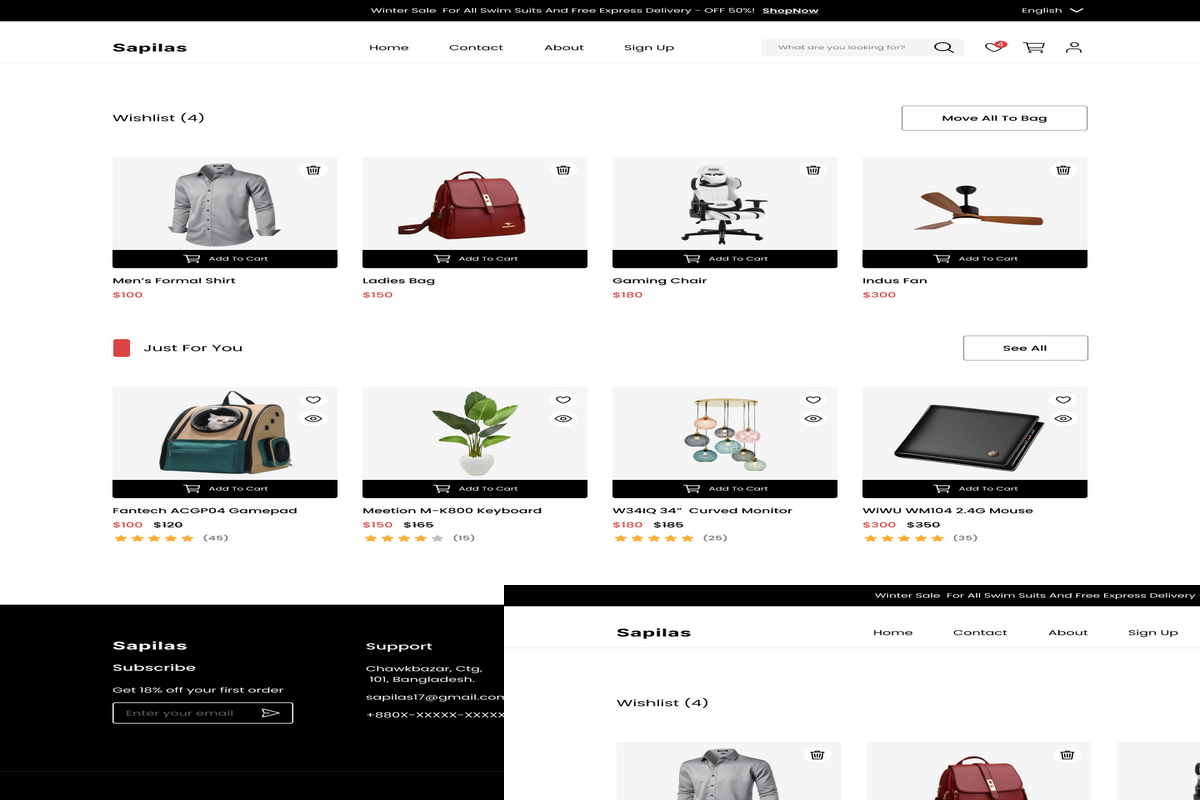 Winter Sale For All Swim Suits And Free Express Delivery - OFF 50%! ShopNow English
Sapilas Home Contact About Sign Up What are you looking for? 4
Wishlist (4) Move All To Bag
Add To Cart Add To Cart Add To Cart Add To Cart
Men's Formal Shirt Ladies Bag Gaming Chair Indus Fan
$100 $150 $180 $300
Just For You See All
Add To Cart Add To Cart Add To Cart Add To Cart
Fantech ACGP04 Gamepad Meetion M-K800 Keyboard W34IQ 34” Curved Monitor WiWU WM104 2.4G Mouse
$100 $120 $150 $165 $180 $185 $300 $350
(45) (15) (25) (35)
Sapilas
Subscribe
Get 18% off your first order
Enter your email
Support
Chawkbazar, Ctg,
101, Bangladesh.
sapilas17@gmail.com
+880X-XXXXX-XXXX
Winter Sale For All Swim Suits And Free Express Delivery -
Sapilas Home Contact About Sign Up
Wishlist (4)